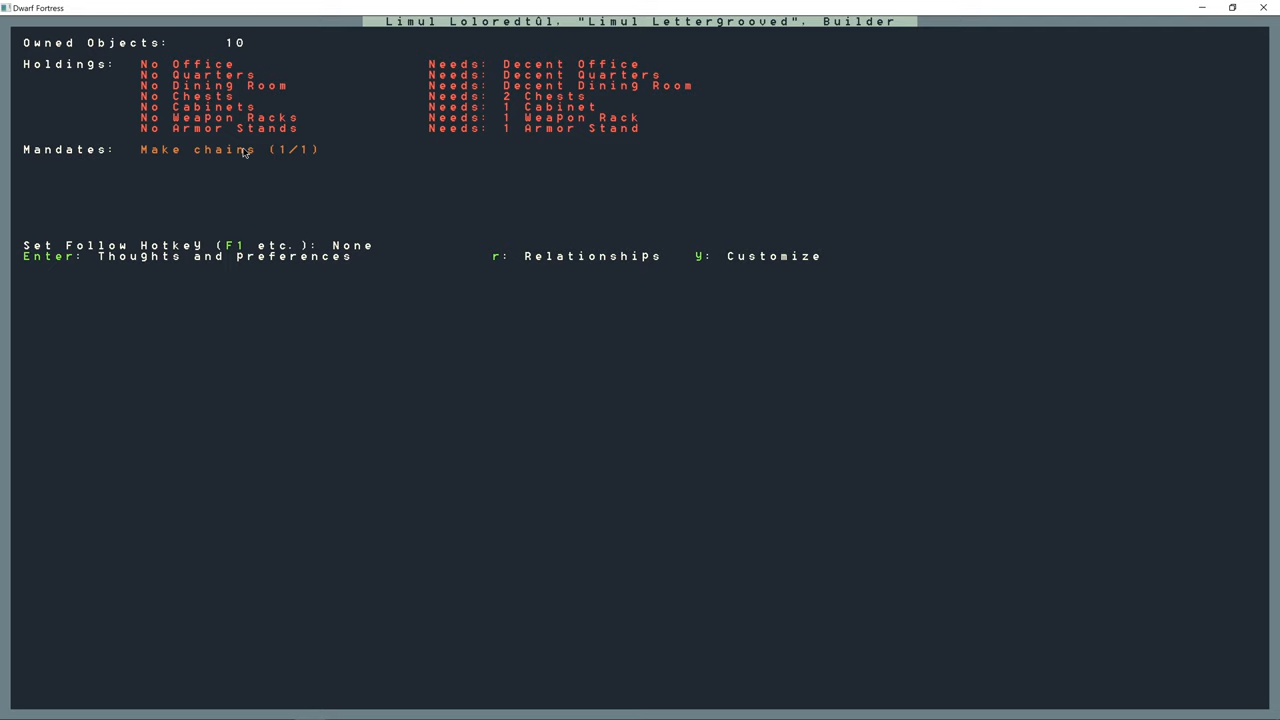 Dwarf Fortress
Limul Loloredtûl, "Limul Lettergrooved", Builder
Owned Objects: 10
Holdings: No Office Needs: Decent Office
No Quarters Needs: Decent Quarters
No Dining Room Needs: Decent Dining Room
No Chests Needs: 2 Chests
No Cabinets Needs: 1 Cabinet
No Weapon Racks Needs: 1 Weapon Rack
No Armor Stands Needs: 1 Armor Stand
Mandates: Make chains (1/1)
Set Follow Hotkey (F1 etc.): None
Enter: Thoughts and preferences r: Relationships y: Customize